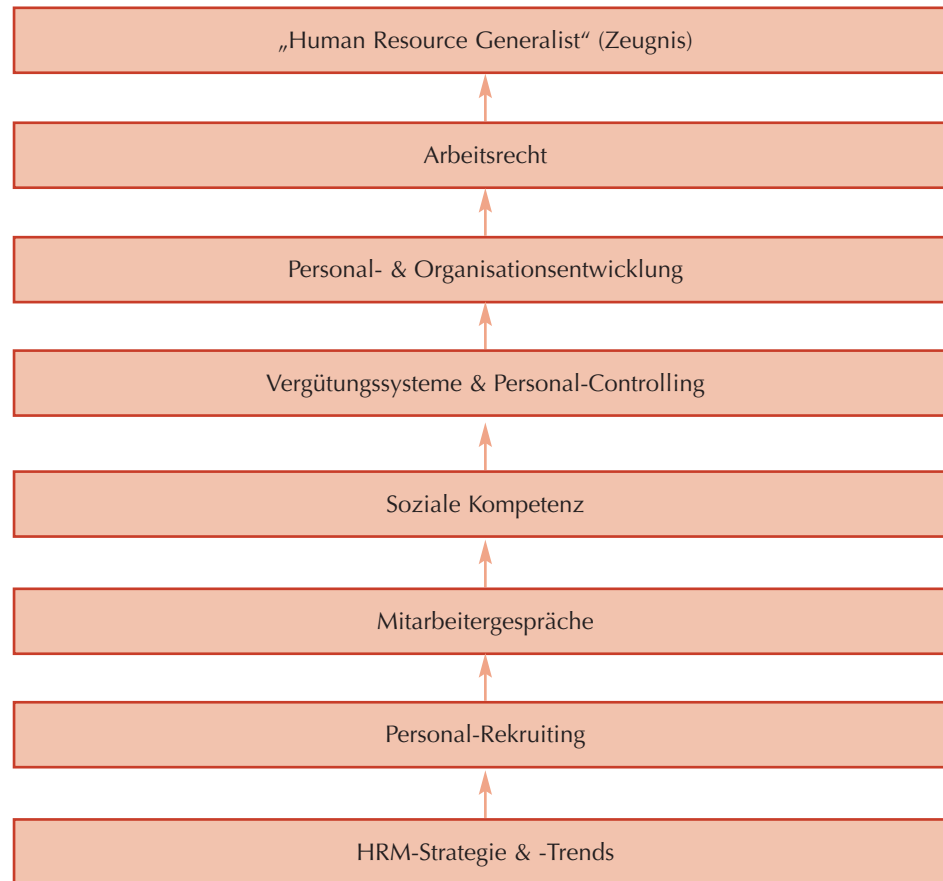 „Human Resource Generalist“ (Zeugnis)
Arbeitsrecht
Personal- & Organisationsentwicklung
Vergütungssysteme & Personal-Controlling
Soziale Kompetenz
Mitarbeitergespräche
Personal-Rekruiting
HRM-Strategie & -Trends